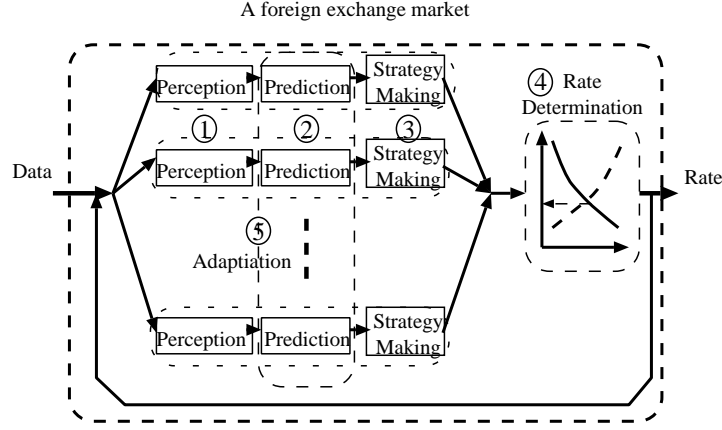 A foreign exchange market
Perception
Prediction
Strategy
Making
④ Rate
Determination
① ② ③
Perception
Prediction
Strategy
Making
Data
Rate
⑤
Adaptiation
Perception
Prediction
Strategy
Making